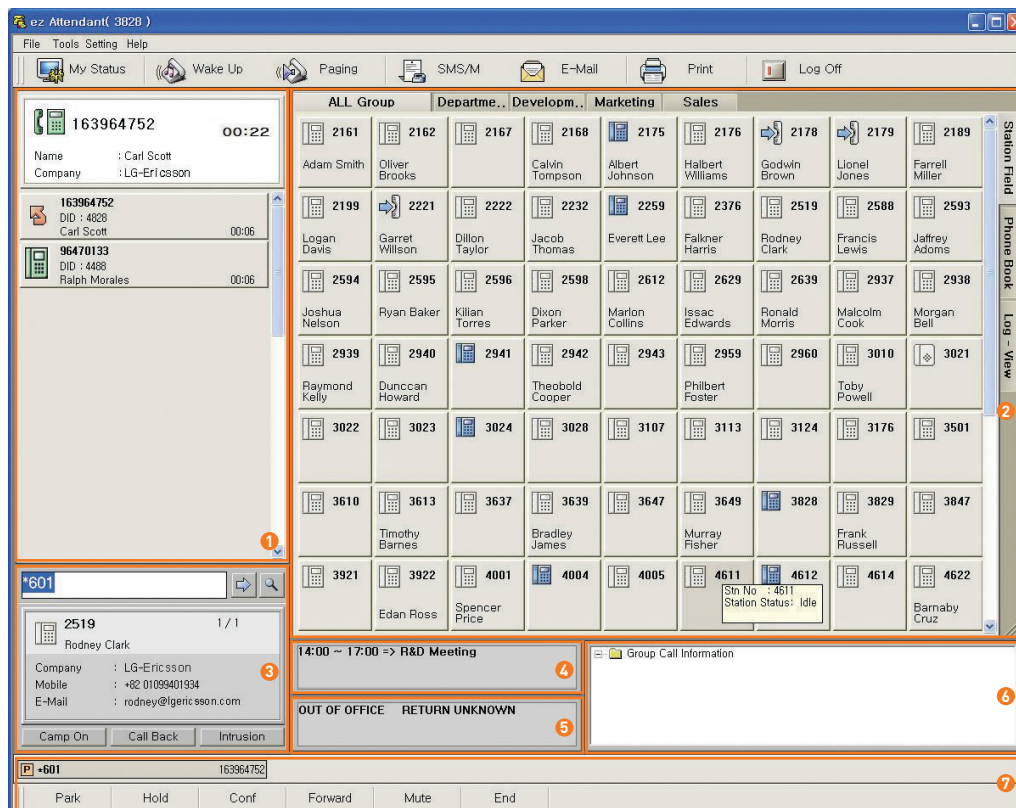 ez Attendant( 3828 )
File Tools Setting Help
My Status Wake Up Paging SMS/M E-Mail Print Log Off
163964752 00:22
Name : Carl Scott
Company : LG-Ericsson
163964752
DID : 4828
Carl Scott 00:06
96470133
DID : 4488
Ralph Morales 00:06
1
ALL Group Departme.. Developm.. Marketing Sales
2161 2162 2167 2168 2175 2176 2178 2179 2189
Adam Smith Oliver Brooks Calvin Tompson Albert Johnson Halbert Williams Godwin Brown Lionel Jones Farrell Miller
2199 2221 2222 2232 2259 2376 2519 2588 2593
Logan Davis Garret Willson Dillon Taylor Jacob Thomas Everett Lee Falkner Harris Rodney Clark Francis Lewis Jaffrey Adoms
2594 2595 2596 2598 2612 2629 2639 2937 2938
Joshua Nelson Ryan Baker Kilian Torres Dixon Parker Marlon Collins Issac Edwards Ronald Morris Malcolm Cook Morgan Bell
2939 2940 2941 2942 2943 2959 2960 3010 3021
Raymond Kelly Dunccan Howard Theobold Cooper Philbert Foster Toby Powell
3022 3023 3024 3028 3107 3113 3124 3176 3501
3610 3613 3637 3639 3647 3649 3828 3829 3847
Timothy Barnes Bradley James Murray Fisher Frank Russell
3921 3922 4001 4004 4005 4611 4612 4614 4622
Edan Ross Spencer Price Barnaby Cruz
Stn No : 4611
Station Status: Idle
Station Field
Phone Book
Log - View
2
*601
2519 1 / 1
Rodney Clark
Company : LG-Ericsson
Mobile : +82 01099401934
E-Mail : rodney@lgericsson.com
3
Camp On Call Back Intrusion
14:00 ~ 17:00 => R&D Meeting
4
OUT OF OFFICE RETURN UNKNOWN
5
Group Call Information
6
P *601 163964752
7
Park Hold Conf Forward Mute End